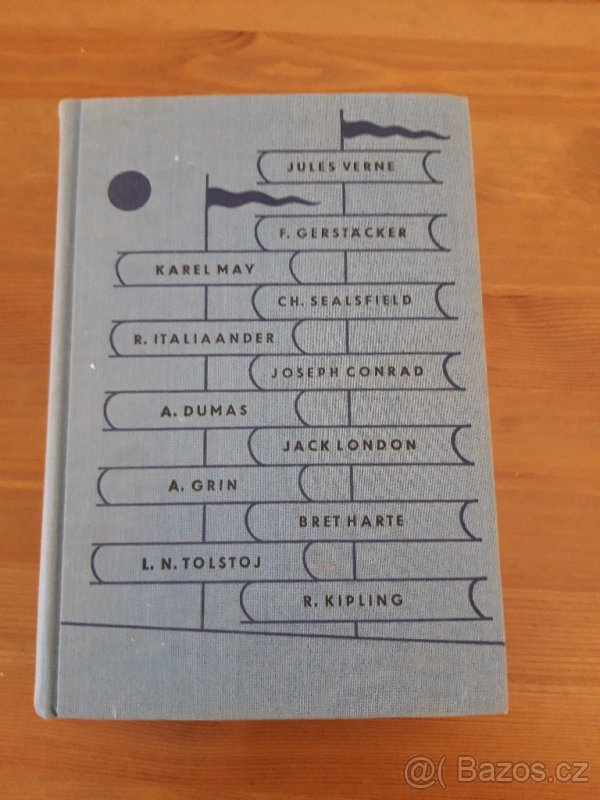 JULES VERNE
F. GERSTÄCKER
KAREL MAY
CH. SEALSFIELD
R. ITALIAANDER
JOSEPH CONRAD
A. DUMAS
JACK LONDON
A. GRIN
BRET HARTE
L. N. TOLSTOJ
R. KIPLING
@( Bazos.cz